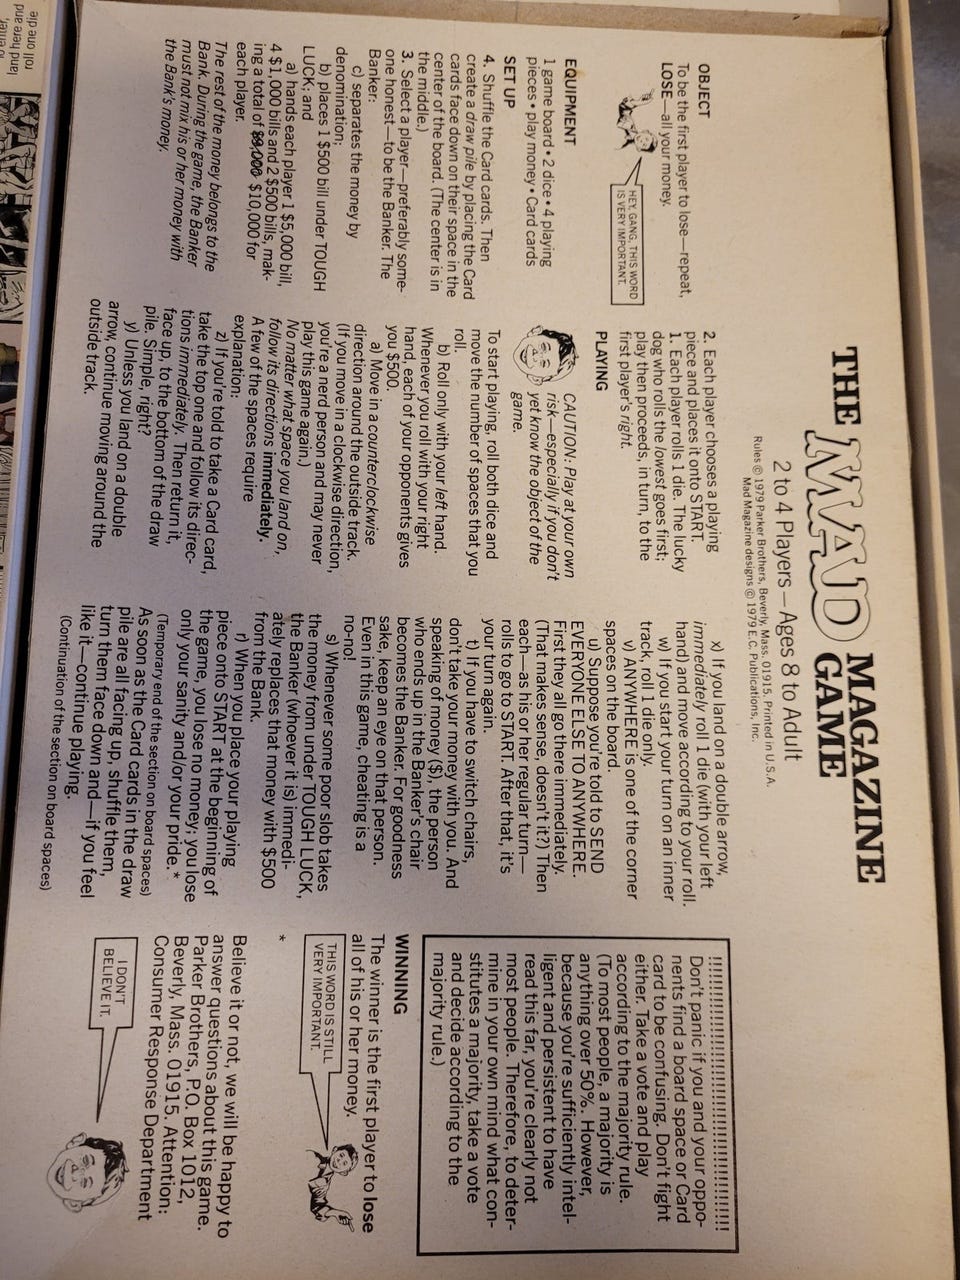 THE MAD MAGAZINE
GAME
2 to 4 Players—Ages 8 to Adult
Rules © 1979 Parker Brothers, Beverly, Mass. 01915. Printed in U.S.A.
Mad Magazine designs © 1979 E.C. Publications, Inc.
OBJECT
To be the first player to lose—repeat,
LOSE—all your money.
HEY, GANG, THIS WORD
IS VERY IMPORTANT.
EQUIPMENT
1 game board • 2 dice • 4 playing
pieces • play money • Card cards
SET UP
4. Shuffle the Card cards. Then
create a draw pile by placing the Card
cards face down on their space in the
center of the board. (The center is in
the middle.)
3. Select a player—preferably some-
one honest—to be the Banker. The
Banker:
c) separates the money by
denomination;
b) places 1 $500 bill under TOUGH
LUCK; and
a) hands each player 1 $5,000 bill,
4 $1,000 bills and 2 $500 bills, mak-
ing a total of $9,000 $10,000 for
each player.
The rest of the money belongs to the
Bank. During the game, the Banker
must not mix his or her money with
the Bank's money.
2. Each player chooses a playing
piece and places it onto START.
1. Each player rolls 1 die. The lucky
dog who rolls the lowest goes first;
play then proceeds, in turn, to the
first player's right.
PLAYING
CAUTION: Play at your own
risk—especially if you don't
yet know the object of the
game.
To start playing, roll both dice and
move the number of spaces that you
roll.
b) Roll only with your left hand.
Whenever you roll with your right
hand, each of your opponents gives
you $500.
a) Move in a counterclockwise
direction around the outside track.
(If you move in a clockwise direction,
you're a nerd person and may never
play this game again.)
No matter what space you land on,
follow its directions immediately.
A few of the spaces require
explanation:
z) If you're told to take a Card card,
take the top one and follow its direc-
tions immediately. Then return it,
face up, to the bottom of the draw
pile. Simple, right?
y) Unless you land on a double
arrow, continue moving around the
outside track.
x) If you land on a double arrow,
immediately roll 1 die (with your left
hand) and move according to your roll.
w) If you start your turn on an inner
track, roll 1 die only.
v) ANYWHERE is one of the corner
spaces on the board.
u) Suppose you're told to SEND
EVERYONE ELSE TO ANYWHERE.
First they all go there immediately.
(That makes sense, doesn't it?) Then
each—as his or her regular turn—
rolls to go to START. After that, it's
your turn again.
t) If you have to switch chairs,
don't take your money with you. And
speaking of money ($), the person
who ends up in the Banker's chair
becomes the Banker. For goodness
sake, keep an eye on that person.
Even in this game, cheating is a
no-no!
s) Whenever some poor slob takes
the money from under TOUGH LUCK,
the Banker (whoever it is) immedi-
ately replaces that money with $500
from the Bank.
r) When you place your playing
piece onto START at the beginning of
the game, you lose no money; you lose
only your sanity and/or your pride.*
(Temporary end of the section on board spaces)
As soon as the Card cards in the draw
pile are all facing up, shuffle them,
turn them face down and—if you feel
like it—continue playing.
(Continuation of the section on board spaces)
!!!!!!!!!!!!!!!!!!!!!!!!!!!!!!!!!!!!!!!!!
Don't panic if you and your oppo-
nents find a board space or Card
card to be confusing. Don't fight
either. Take a vote and play
according to the majority rule.
(To most people, a majority is
anything over 50%. However,
because you're sufficiently intel-
ligent and persistent to have
read this far, you're clearly not
most people. Therefore, to deter-
mine in your own mind what con-
stitutes a majority, take a vote
and decide according to the
majority rule.)
WINNING
The winner is the first player to lose
all of his or her money.
THIS WORD IS STILL
VERY IMPORTANT.
*
Believe it or not, we will be happy to
answer questions about this game.
Parker Brothers, P.O. Box 1012,
Beverly, Mass. 01915. Attention:
Consumer Response Department
I DON'T
BELIEVE IT.
land here and
roll one die